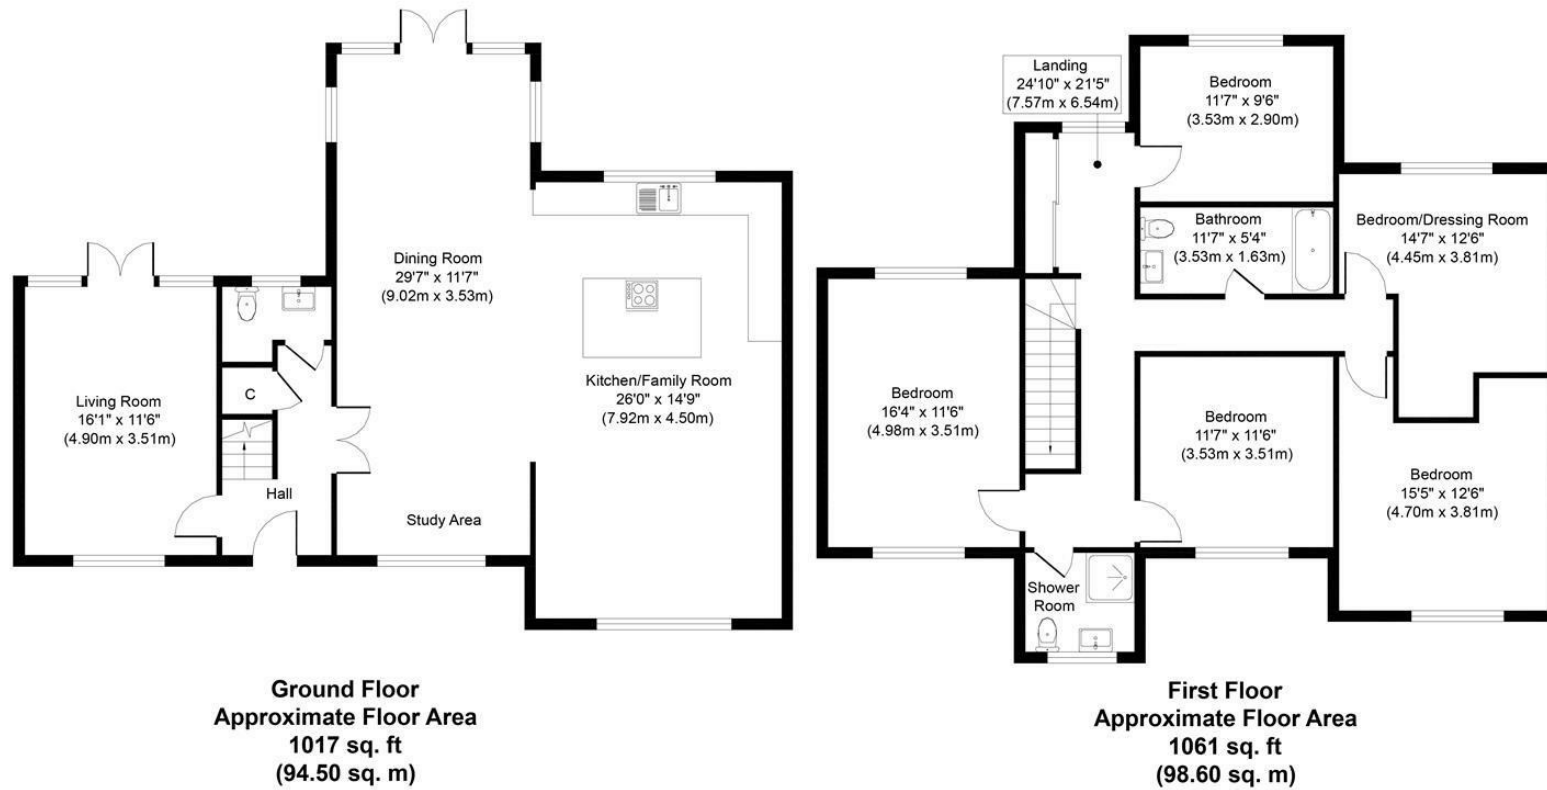 Dining Room
29'7" x 11'7"
(9.02m x 3.53m)
Living Room
16'1" x 11'6"
(4.90m x 3.51m)
C
Hall
Study Area
Kitchen/Family Room
26'0" x 14'9"
(7.92m x 4.50m)
Ground Floor
Approximate Floor Area
1017 sq. ft
(94.50 sq. m)
Landing
24'10" x 21'5"
(7.57m x 6.54m)
Bedroom
11'7" x 9'6"
(3.53m x 2.90m)
Bathroom
11'7" x 5'4"
(3.53m x 1.63m)
Bedroom/Dressing Room
14'7" x 12'6"
(4.45m x 3.81m)
Bedroom
16'4" x 11'6"
(4.98m x 3.51m)
Bedroom
11'7" x 11'6"
(3.53m x 3.51m)
Bedroom
15'5" x 12'6"
(4.70m x 3.81m)
Shower
Room
First Floor
Approximate Floor Area
1061 sq. ft
(98.60 sq. m)